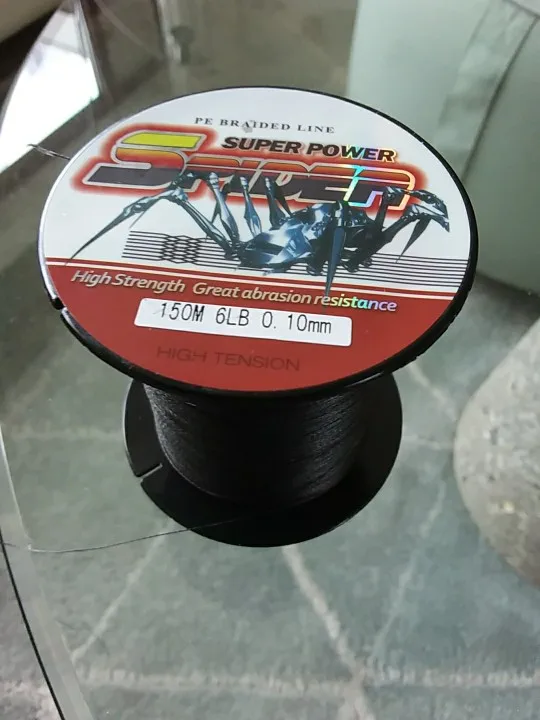 PE BRAIDED LINE
SUPER POWER
SPIDER
High Strength Great abrasion resistance
150M 6LB 0.10mm
HIGH TENSION